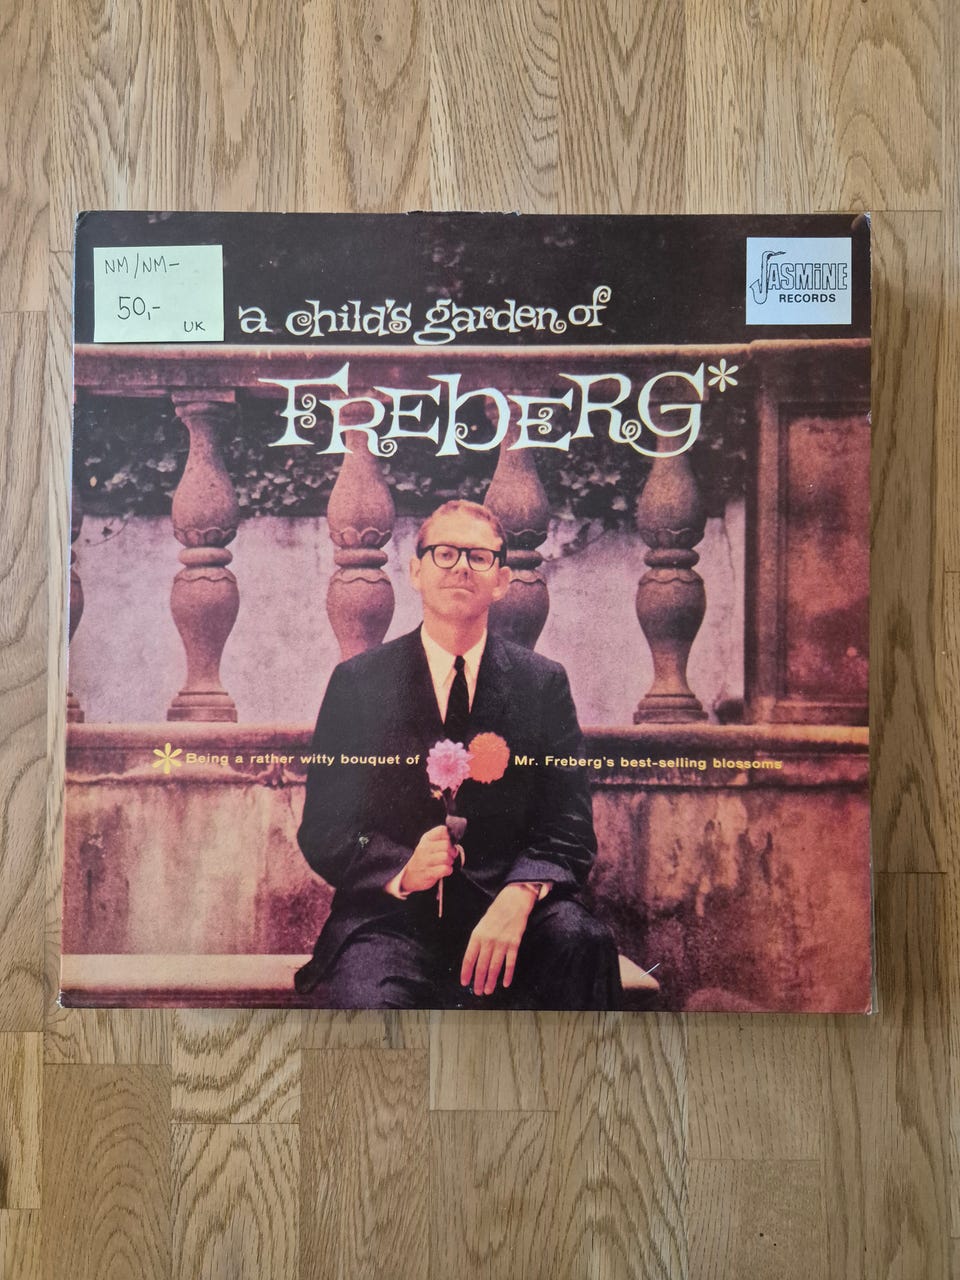 NM/NM-
50,-
UK
JASMINE
RECORDS
a child's garden of
FREBERG*
*Being a rather witty bouquet of Mr. Freberg's best-selling blossoms